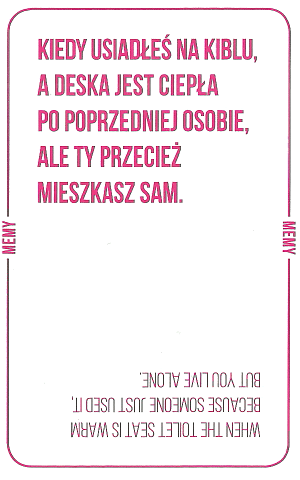 KIEDY USIADŁEŚ NA KIBLU,
A DESKA JEST CIEPŁA
PO POPRZEDNIEJ OSOBIE,
ALE TY PRZECIEŻ
MIESZKASZ SAM.
MEMY
MEMY
WHEN THE TOILET SEAT IS WARM
BECAUSE SOMEONE JUST USED IT,
BUT YOU LIVE ALONE.